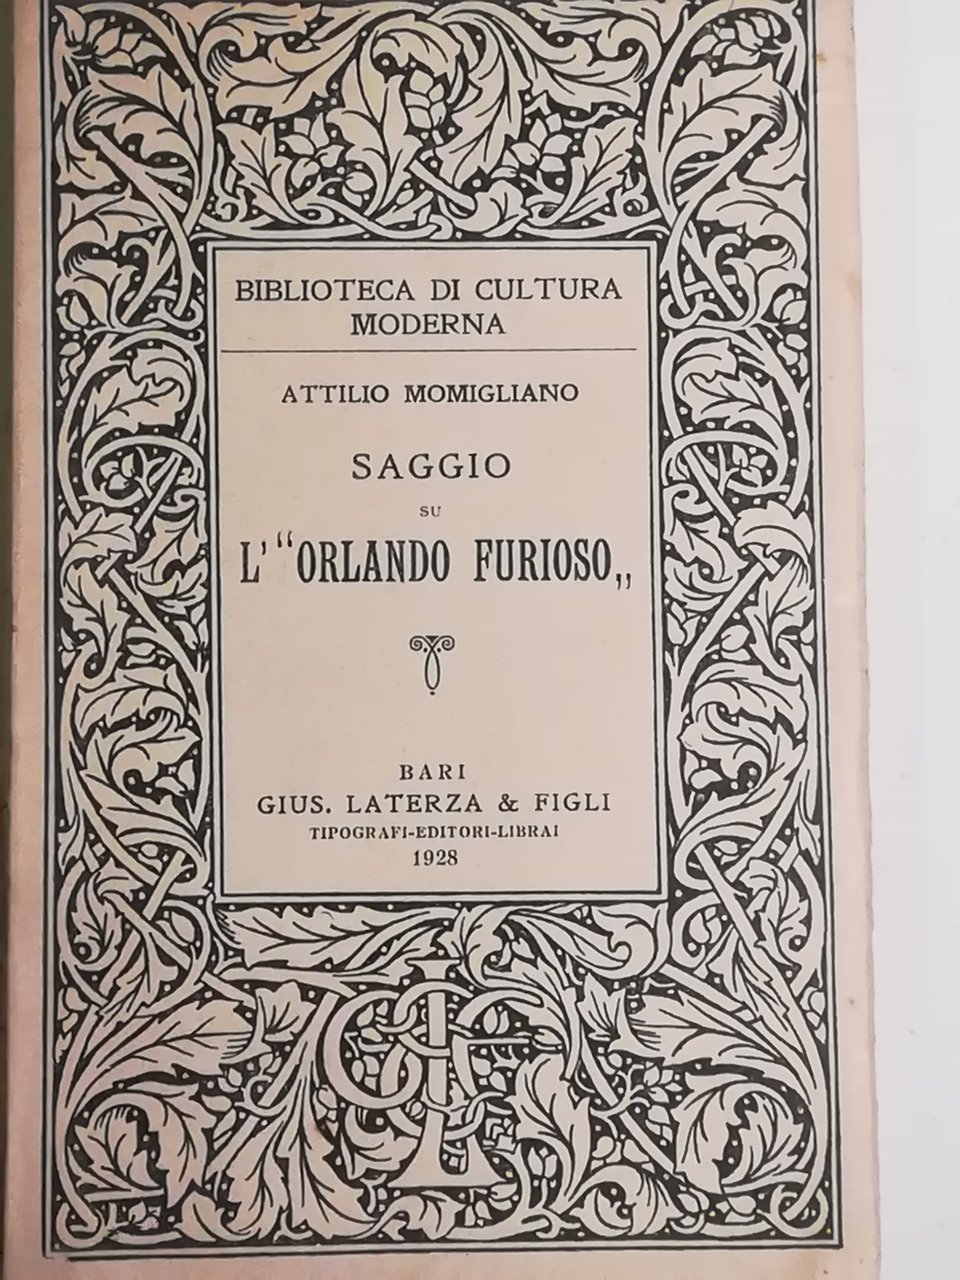 BIBLIOTECA DI CULTURA
MODERNA
ATTILIO MOMIGLIANO
SAGGIO
SU
L' “ORLANDO FURIOSO„
BARI
GIUS. LATERZA & FIGLI
TIPOGRAFI-EDITORI-LIBRAI
1928